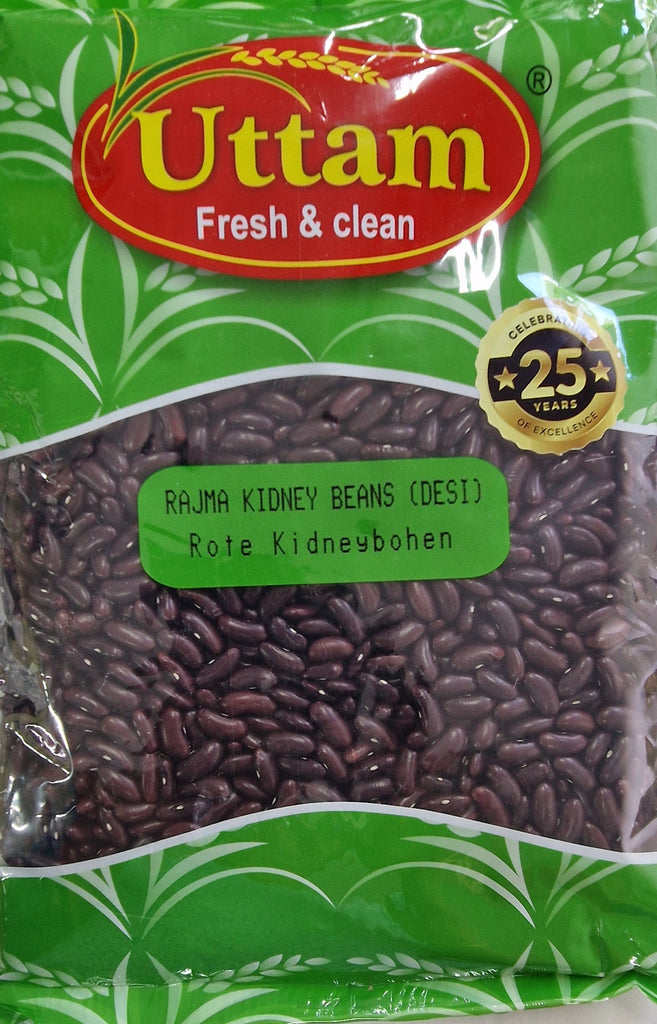 Uttam
®
Fresh & clean
CELEBRATING
25
YEARS
OF EXCELLENCE
RAJMA KIDNEY BEANS (DESI)
Rote Kidneybohen